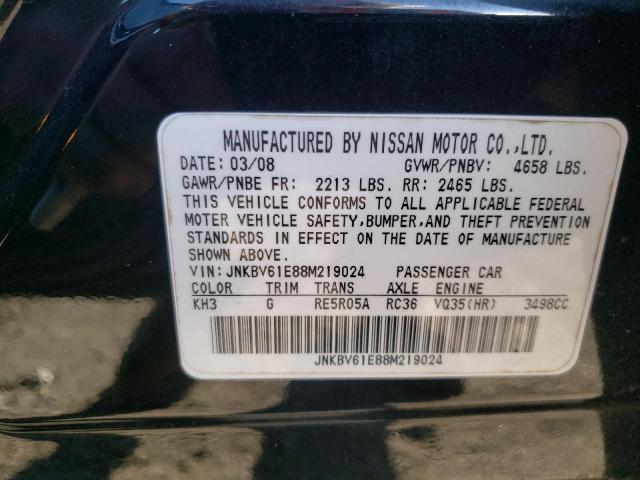 MANUFACTURED BY NISSAN MOTOR CO.,LTD.
DATE: 03/08 GVWR/PNBV: 4658 LBS.
GAWR/PNBE FR: 2213 LBS. RR: 2465 LBS.
THIS VEHICLE CONFORMS TO ALL APPLICABLE FEDERAL
MOTER VEHICLE SAFETY,BUMPER,AND THEFT PREVENTION
STANDARDS IN EFFECT ON THE DATE OF MANUFACTURE
SHOWN ABOVE.
VIN: JNKBV61E88M219024 PASSENGER CAR
COLOR TRIM TRANS AXLE ENGINE
KH3 G RE5R05A RC36 VQ35(HR) 3498CC
JNKBV61E88M219024